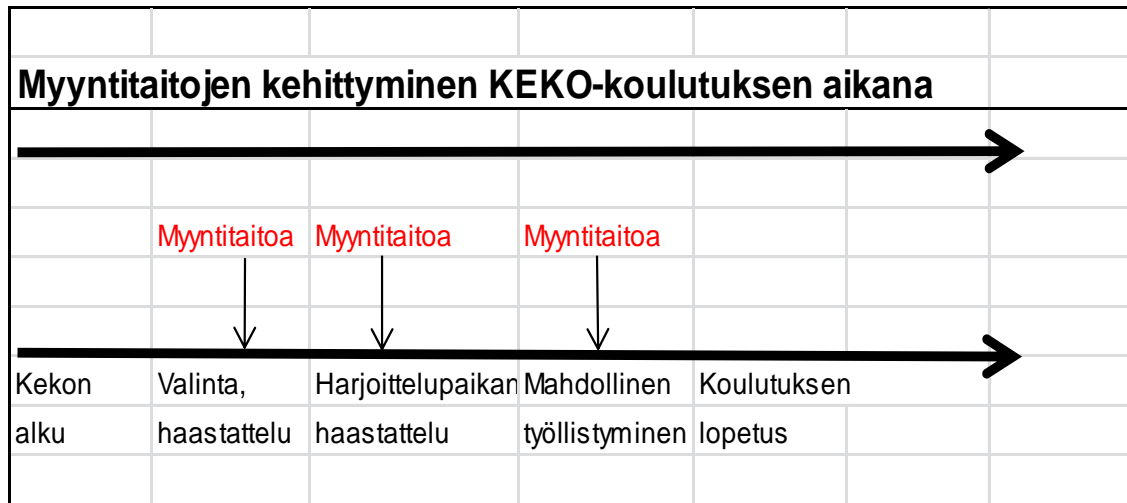 Myyntitaitojen kehittyminen KEKO-koulutuksen aikana
Myyntitaitoa Myyntitaitoa Myyntitaitoa
Kekon Valinta, Harjoittelupaikan Mahdollinen Koulutuksen
alku haastattelu haastattelu työllistyminen lopetus